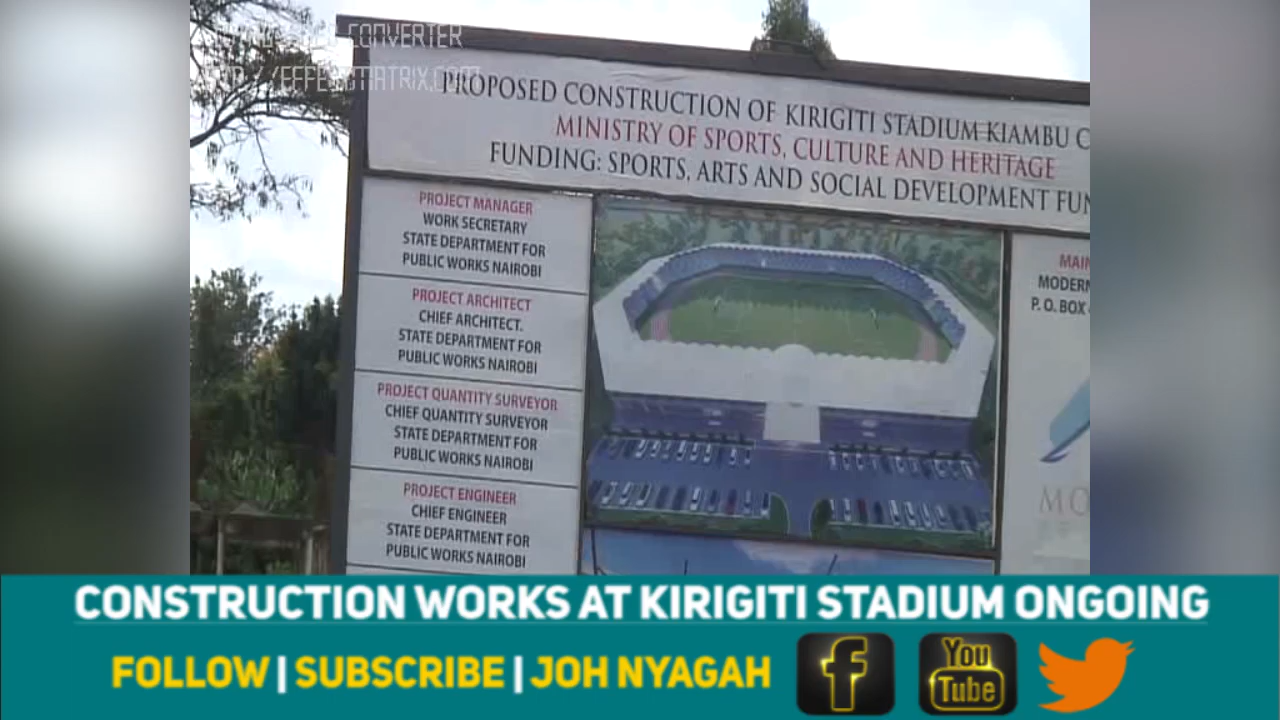 CONVERTER
PROPOSED CONSTRUCTION OF KIRIGITI STADIUM KIAMBU C
MINISTRY OF SPORTS, CULTURE AND HERITAGE
FUNDING: SPORTS, ARTS AND SOCIAL DEVELOPMENT FUN
PROJECT MANAGER
WORK SECRETARY
STATE DEPARTMENT FOR
PUBLIC WORKS NAIROBI
PROJECT ARCHITECT
CHIEF ARCHITECT.
STATE DEPARTMENT FOR
PUBLIC WORKS NAIROBI
PROJECT QUANTITY SURVEYOR
CHIEF QUANTITY SURVEYOR
STATE DEPARTMENT FOR
PUBLIC WORKS NAIROBI
PROJECT ENGINEER
CHIEF ENGINEER
STATE DEPARTMENT FOR
PUBLIC WORKS NAIROBI
MAIN
MODERN
P. O. BOX
MO
CONSTRUCTION WORKS AT KIRIGITI STADIUM ONGOING
FOLLOW | SUBSCRIBE | JOH NYAGAH
f
You
Tube